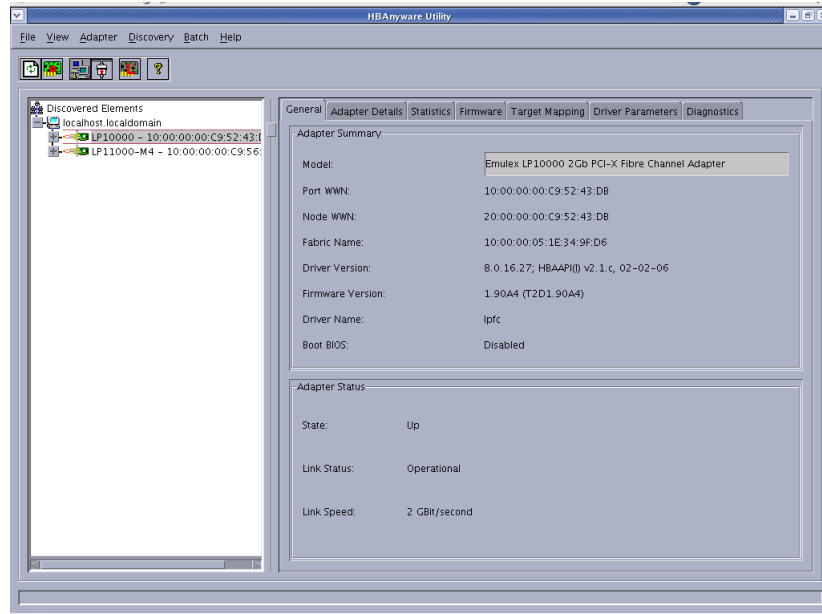 HBAnyware Utility
File View Adapter Discovery Batch Help
Discovered Elements
localhost.localdomain
LP10000 - 10:00:00:00:C9:52:43:
LP11000-M4 - 10:00:00:00:C9:56:
General Adapter Details Statistics Firmware Target Mapping Driver Parameters Diagnostics
Adapter Summary
Model: Emulex LP10000 2Gb PCI-X Fibre Channel Adapter
Port WWN: 10:00:00:00:C9:52:43:DB
Node WWN: 20:00:00:00:C9:52:43:DB
Fabric Name: 10:00:00:05:1E:34:9F:D6
Driver Version: 8.0.16.27; HBAAPI(I) v2.1.c, 02-02-06
Firmware Version: 1.90A4 (T2D1.90A4)
Driver Name: lpfc
Boot BIOS: Disabled
Adapter Status
State: Up
Link Status: Operational
Link Speed: 2 GBit/second